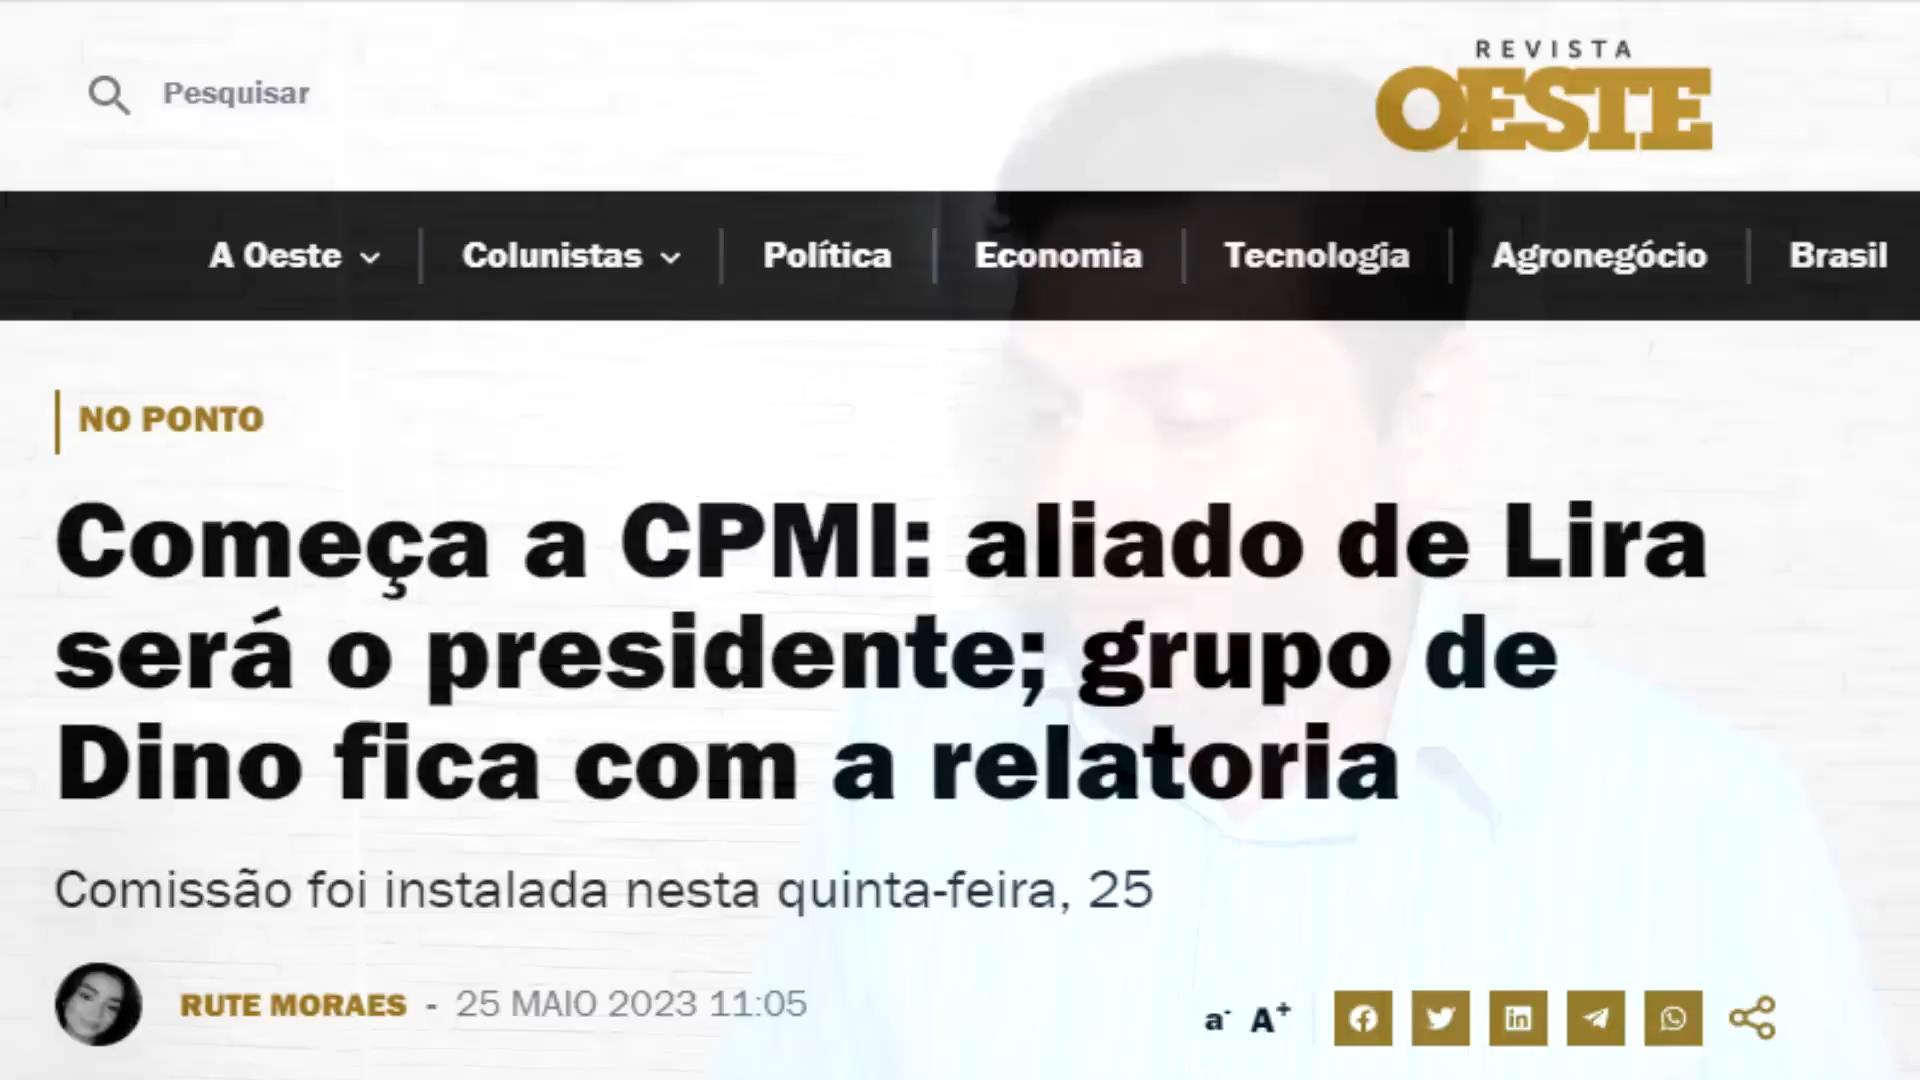 REVISTA
OESTE
Pesquisar
A Oeste
Colunistas
Política
Economia
Tecnologia
Agronegócio
Brasil
NO PONTO
Começa a CPMI: aliado de Lira
será o presidente; grupo de
Dino fica com a relatoria
Comissão foi instalada nesta quinta-feira, 25
RUTE MORAES - 25 MAIO 2023 11:05
a- A+